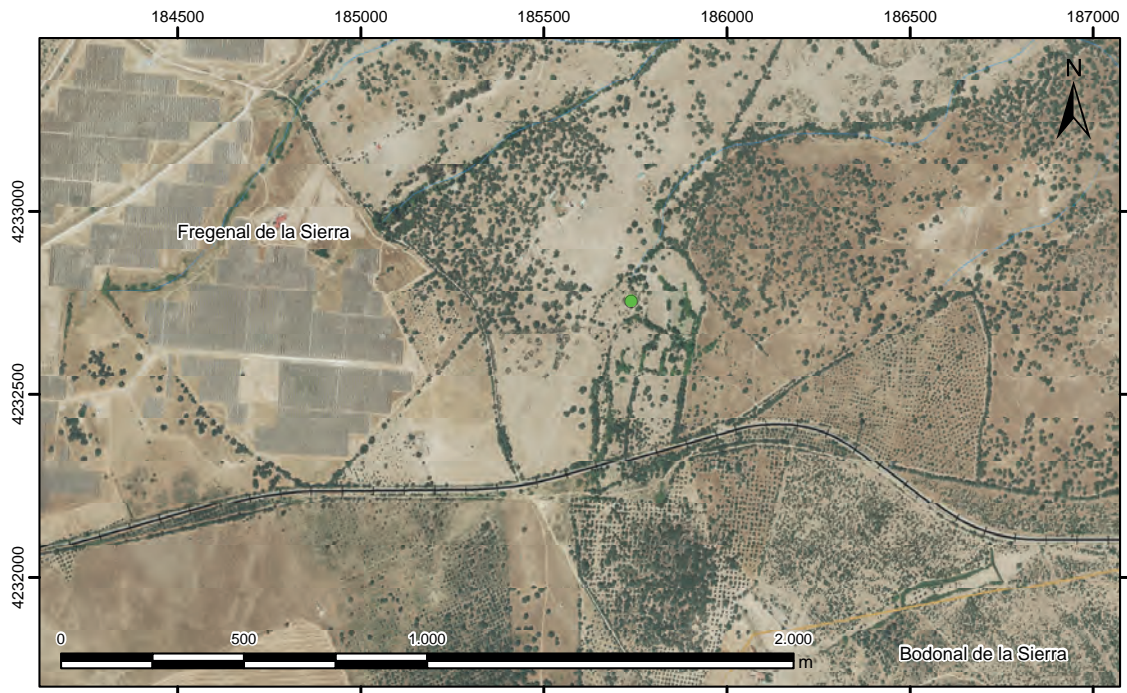 184500 185000 185500 186000 186500 187000
N
4233000
Fregenal de la Sierra
4232500
4232000
0 500 1.000 2.000
m
Bodonal de la Sierra